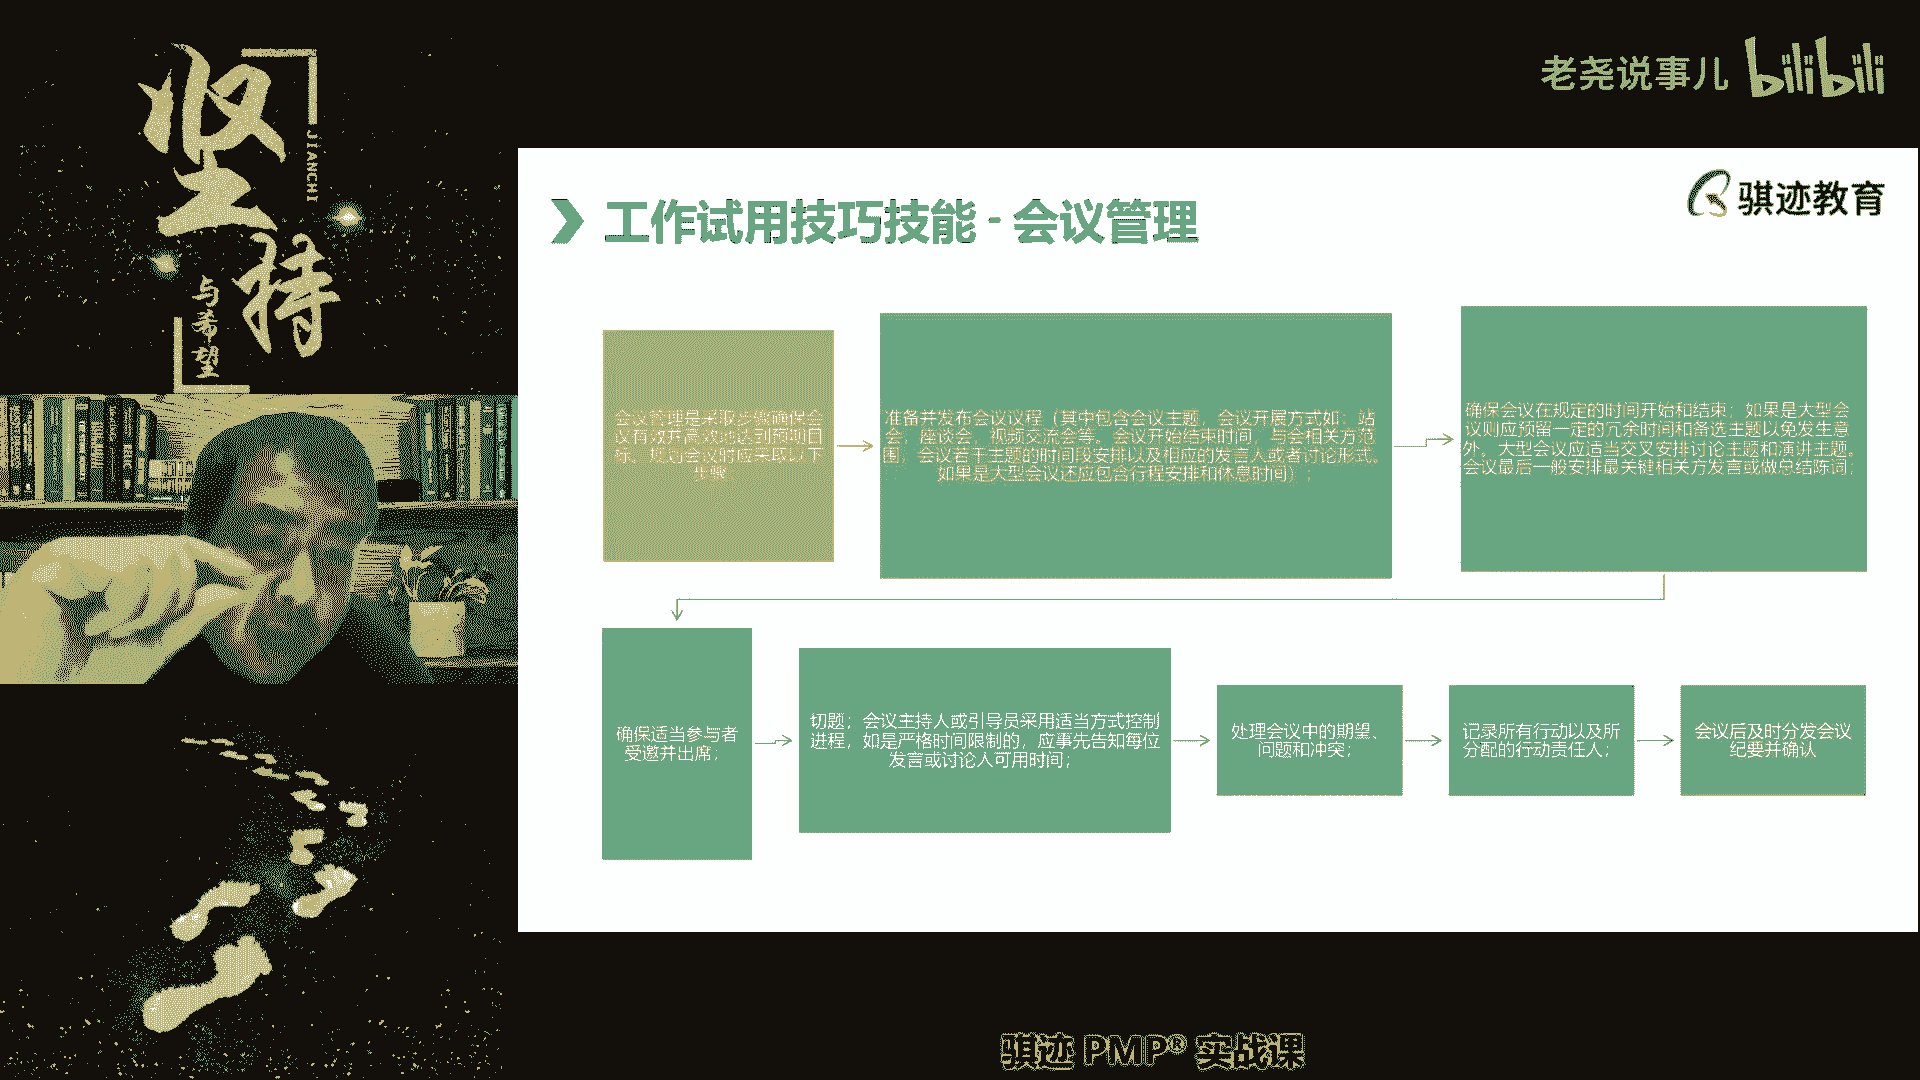 坚持
JIANCHI
与希望
老尧说事儿 bilibili
骐迹教育
工作试用技巧技能 - 会议管理
会议管理是采取步骤确保会
议有效并高效地达到预期目
标。规划会议时应采取以下
步骤
准备并发布会议议程（其中包含会议主题，会议开展方式如：站
会，座谈会，视频交流会等。会议开始结束时间，与会相关方范
围，会议若干主题的时间段安排以及相应的发言人或者讨论形式。
如果是大型会议还应包含行程安排和休息时间）；
确保会议在规定的时间开始和结束；如果是大型会
议则应预留一定的冗余时间和备选主题以免发生意
外。大型会议应适当交叉安排讨论主题和演讲主题。
会议最后一般安排最关键相关方发言或做总结陈词；
确保适当参与者
受邀并出席；
切题；会议主持人或引导员采用适当方式控制
进程，如是严格时间限制的，应事先告知每位
发言或讨论人可用时间；
处理会议中的期望、
问题和冲突；
记录所有行动以及所
分配的行动责任人；
会议后及时分发会议
纪要并确认
骐迹 PMP® 实战课